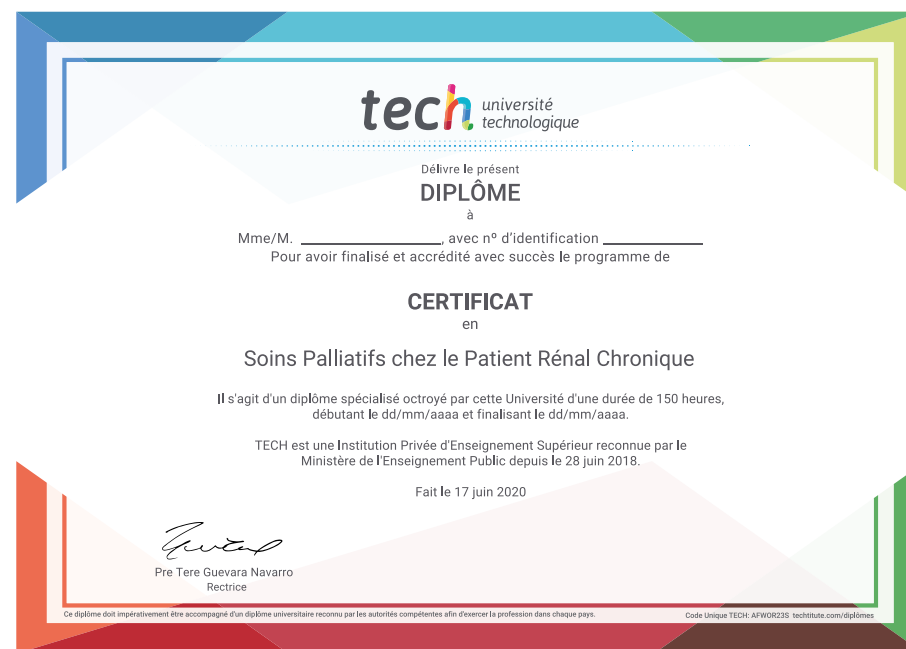 tech université
technologique
Délivre le présent
DIPLÔME
à
Mme/M. ____________________, avec nº d'identification ______________
Pour avoir finalisé et accrédité avec succès le programme de
CERTIFICAT
en
Soins Palliatifs chez le Patient Rénal Chronique
Il s'agit d'un diplôme spécialisé octroyé par cette Université d'une durée de 150 heures,
débutant le dd/mm/aaaa et finalisant le dd/mm/aaaa.
TECH est une Institution Privée d'Enseignement Supérieur reconnue par le
Ministère de l'Enseignement Public depuis le 28 juin 2018.
Fait le 17 juin 2020
Pre Tere Guevara Navarro
Rectrice
Ce diplôme doit impérativement être accompagné d'un diplôme universitaire reconnu par les autorités compétentes afin d'exercer la profession dans chaque pays.
Code Unique TECH: AFWOR23S techtitute.com/diplômes